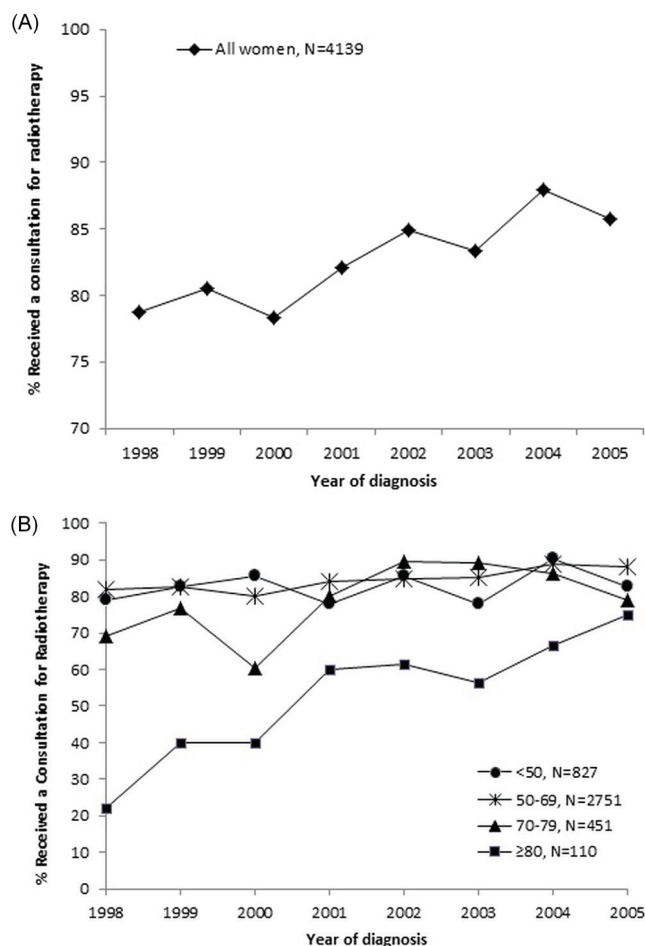 (A)
% Received a consultation for radiotherapy
100
95
90
85
80
75
70
All women, N=4139
1998 1999 2000 2001 2002 2003 2004 2005
Year of diagnosis
(B)
% Received a Consultation for Radiotherapy
100
90
80
70
60
50
40
30
20
10
0
<50, N=827
50-69, N=2751
70-79, N=451
≥80, N=110
1998 1999 2000 2001 2002 2003 2004 2005
Year of diagnosis